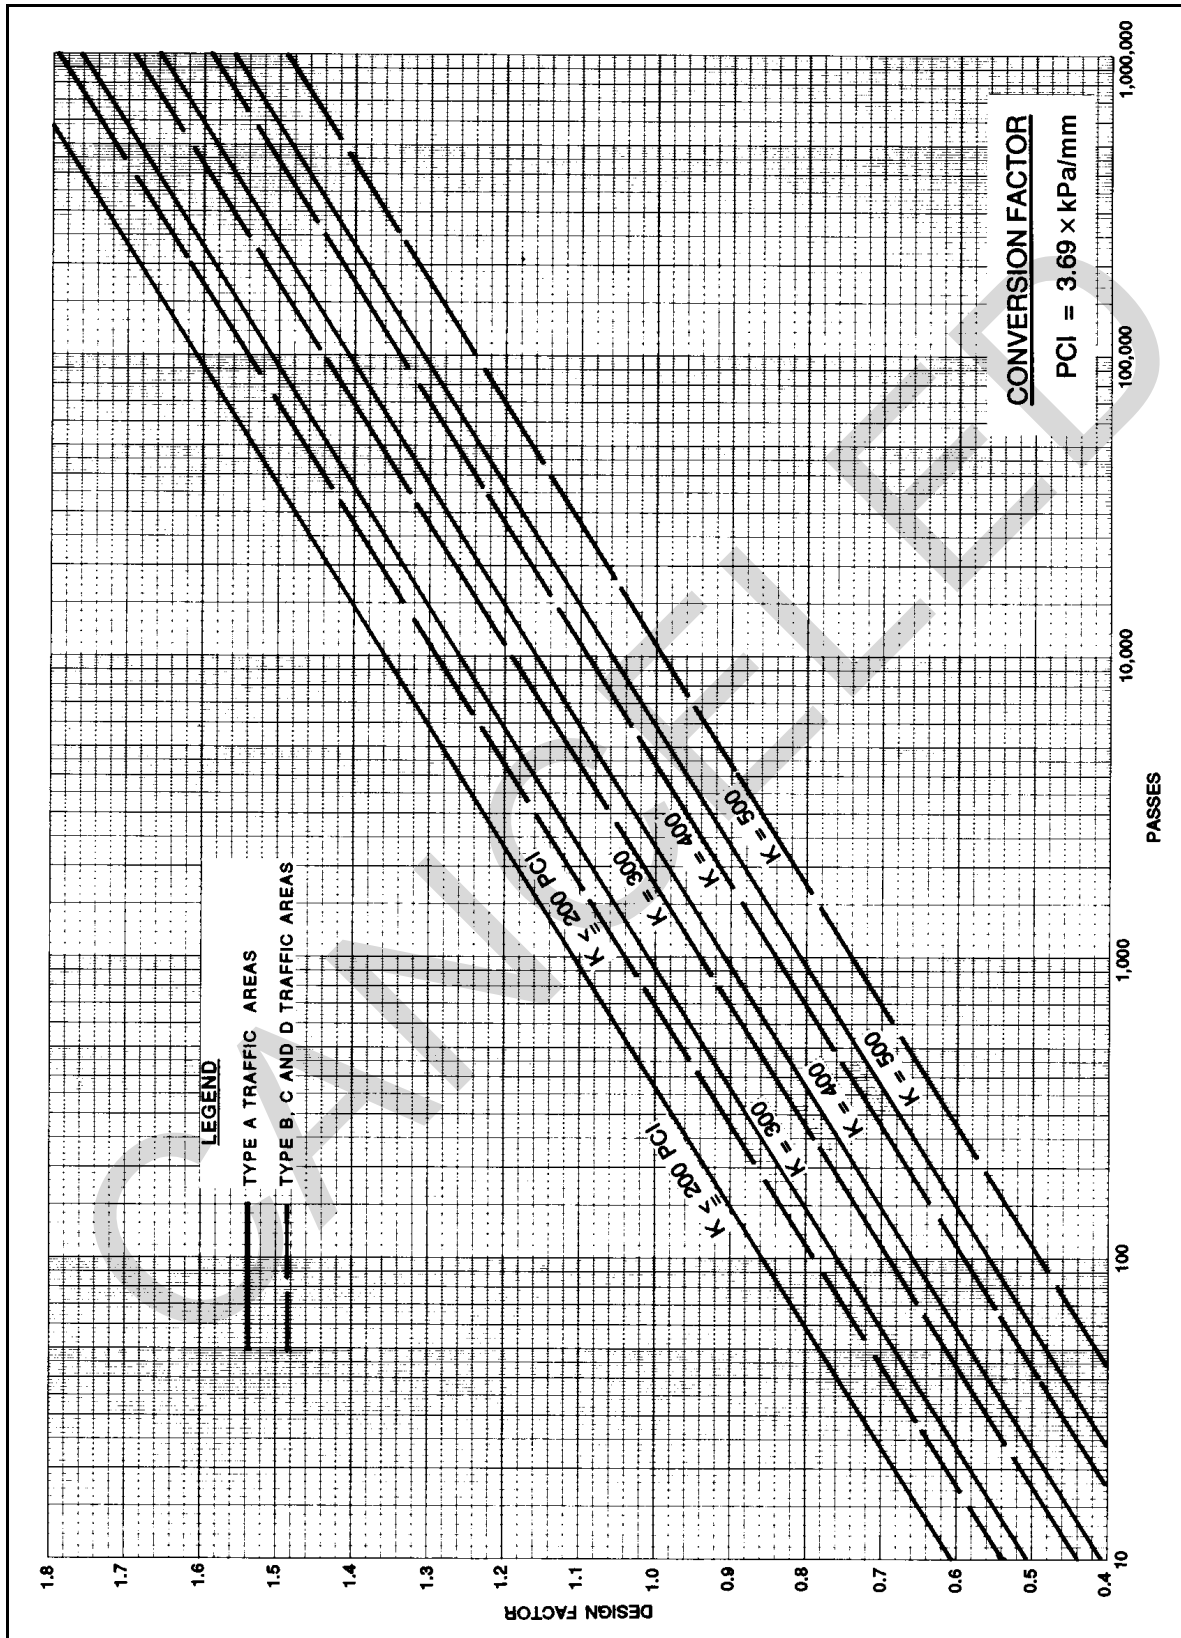 LEGEND
TYPE A TRAFFIC AREAS
TYPE B, C AND D TRAFFIC AREAS
DESIGN FACTOR
1.8
1.7
1.6
1.5
1.4
1.3
1.2
1.1
1.0
0.9
0.8
0.7
0.6
0.5
0.4
K ≤ 200 PCI
K = 300
K = 400
K = 500
K ≤ 200 PCI
K = 300
K = 400
K = 500
10
100
1,000
10,000
100,000
1,000,000
PASSES
CONVERSION FACTOR
PCI = 3.69 × kPa/mm
CANCELED